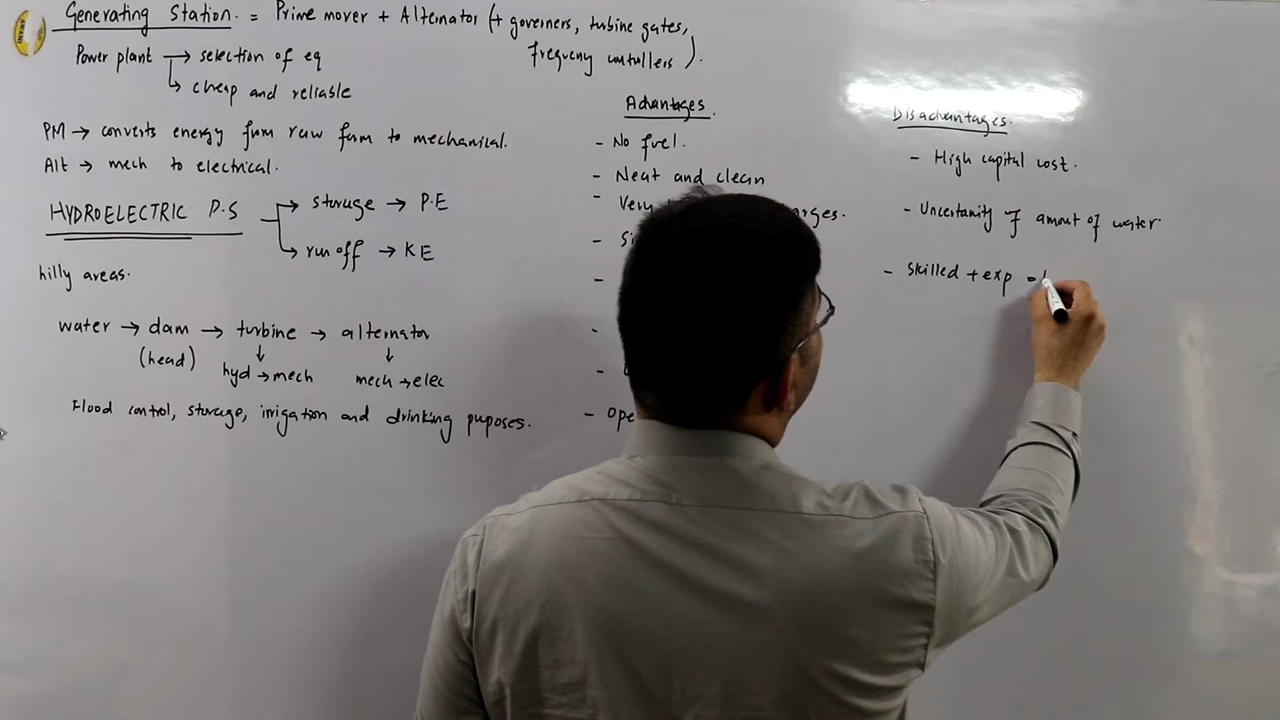 Generating Station. = Prime mover + Alternator (+ governers, turbine gates,
frequeny controllers ).
Power plant → selection of eq
↳ cheap and reliable
PM → converts energy from raw form to mechanical.
Alt → mech to electrical.
HYDROELECTRIC P.S → storage → P.E
→ run off → KE
hilly areas.
water → dam → turbine → alternator
(head) ↓ ↓
hyd → mech mech → elec
Flood control, storage, irrigation and drinking puposes.
Advantages.
- No fuel.
- Neat and clean
- Very
-
-
-
-
- Ope
Disadvantages.
- High capital cost.
- Uncertanity of amount of water.
- Skilled + exp